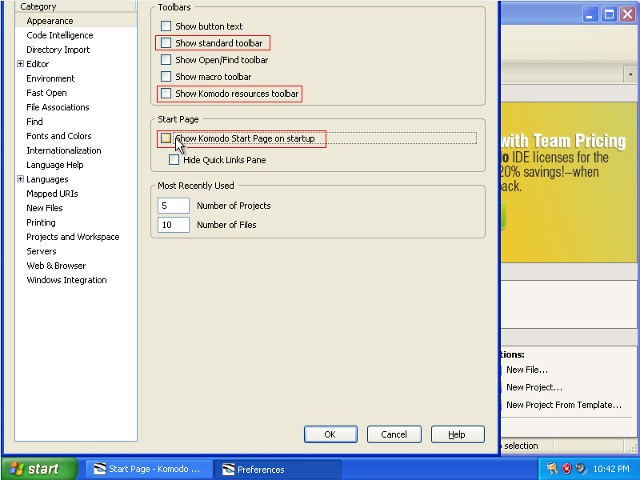 Category
Appearance
Code Intelligence
Directory Import
Editor
Environment
Fast Open
File Associations
Find
Fonts and Colors
Internationalization
Language Help
Languages
Mapped URIs
New Files
Printing
Projects and Workspace
Servers
Web & Browser
Windows Integration
Toolbars
Show button text
Show standard toolbar
Show Open/Find toolbar
Show macro toolbar
Show Komodo resources toolbar
Start Page
Show Komodo Start Page on startup
Hide Quick Links Pane
Most Recently Used
5 Number of Projects
10 Number of Files
OK Cancel Help
with Team Pricing
IDE licenses for the
20% savings!—when
ack.
tions:
New File...
New Project...
New Project From Template...
selection
start
Start Page - Komodo ...
Preferences
10:42 PM